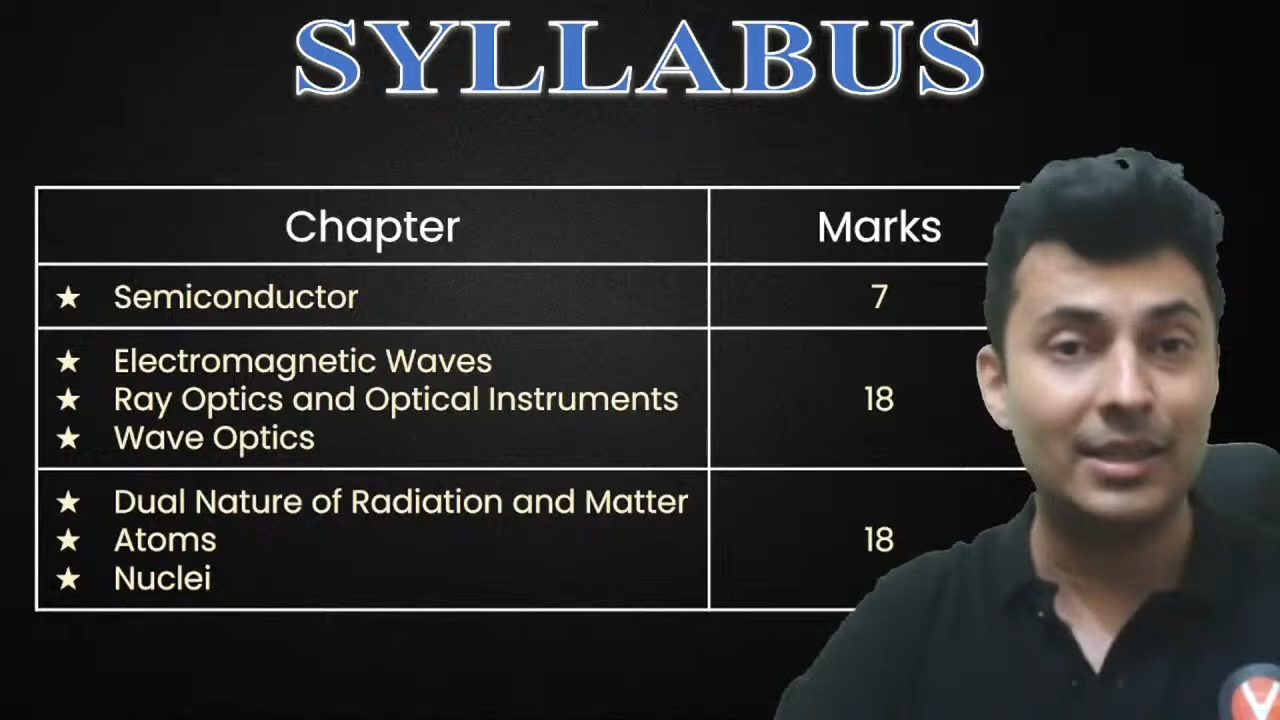 SYLLABUS
Chapter Marks
★ Semiconductor 7
★ Electromagnetic Waves
★ Ray Optics and Optical Instruments 18
★ Wave Optics
★ Dual Nature of Radiation and Matter
★ Atoms 18
★ Nuclei